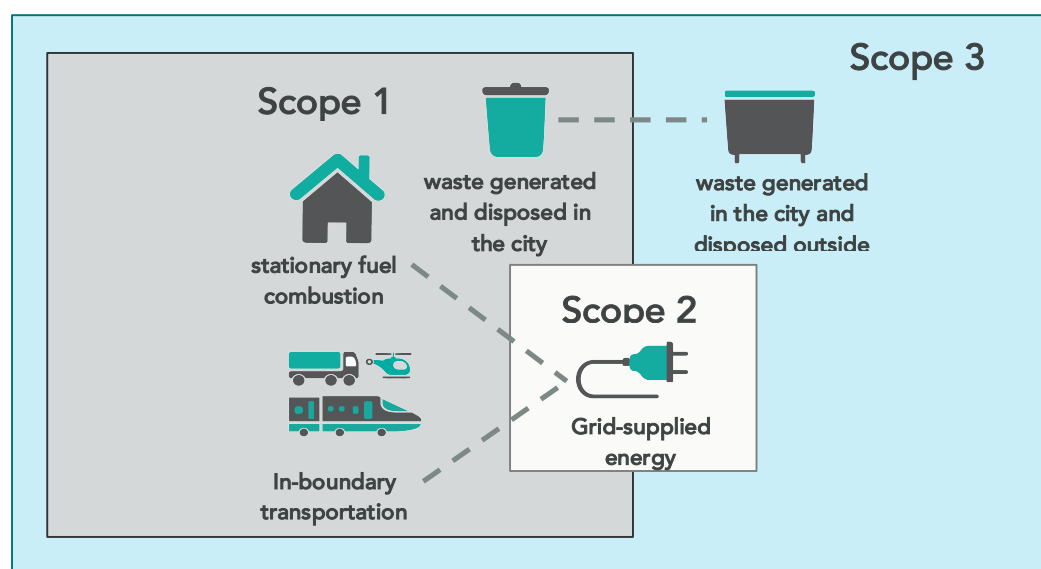 Scope 3
Scope 1
waste generated
and disposed in
the city
waste generated
in the city and
disposed outside
stationary fuel
combustion
Scope 2
Grid-supplied
energy
In-boundary
transportation